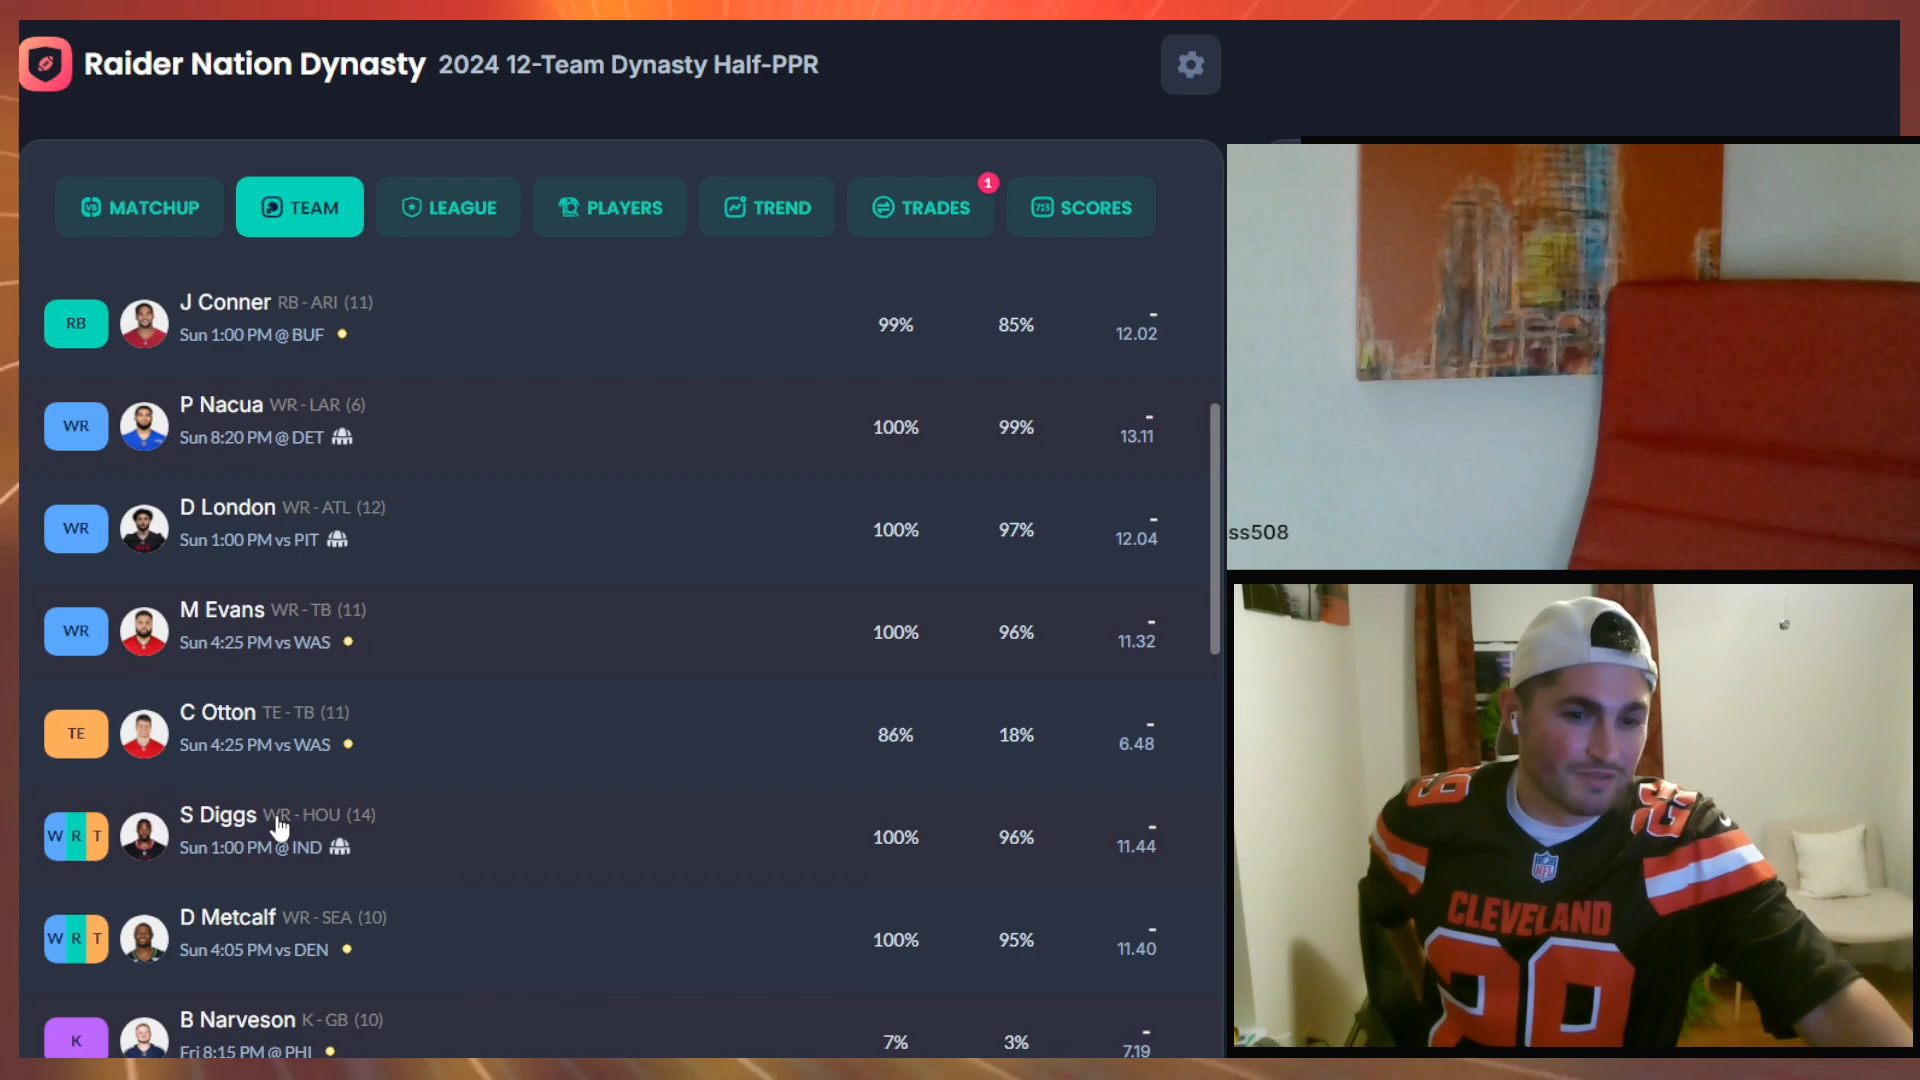 Raider Nation Dynasty 2024 12-Team Dynasty Half-PPR
MATCHUP TEAM LEAGUE PLAYERS TREND TRADES 1 SCORES
RB J Conner RB - ARI (11)
Sun 1:00 PM @ BUF
99% 85% - 12.02
WR P Nacua WR - LAR (6)
Sun 8:20 PM @ DET
100% 99% - 13.11
WR D London WR - ATL (12)
Sun 1:00 PM vs PIT
100% 97% - 12.04
WR M Evans WR - TB (11)
Sun 4:25 PM vs WAS
100% 96% - 11.32
TE C Otton TE - TB (11)
Sun 4:25 PM vs WAS
86% 18% - 6.48
W R T S Diggs WR - HOU (14)
Sun 1:00 PM @ IND
100% 96% - 11.44
W R T D Metcalf WR - SEA (10)
Sun 4:05 PM vs DEN
100% 95% - 11.40
K B Narveson K - GB (10)
Fri 8:15 PM @ PHI
7% 3% - 7.19
ss508
NFL
CLEVELAND
29